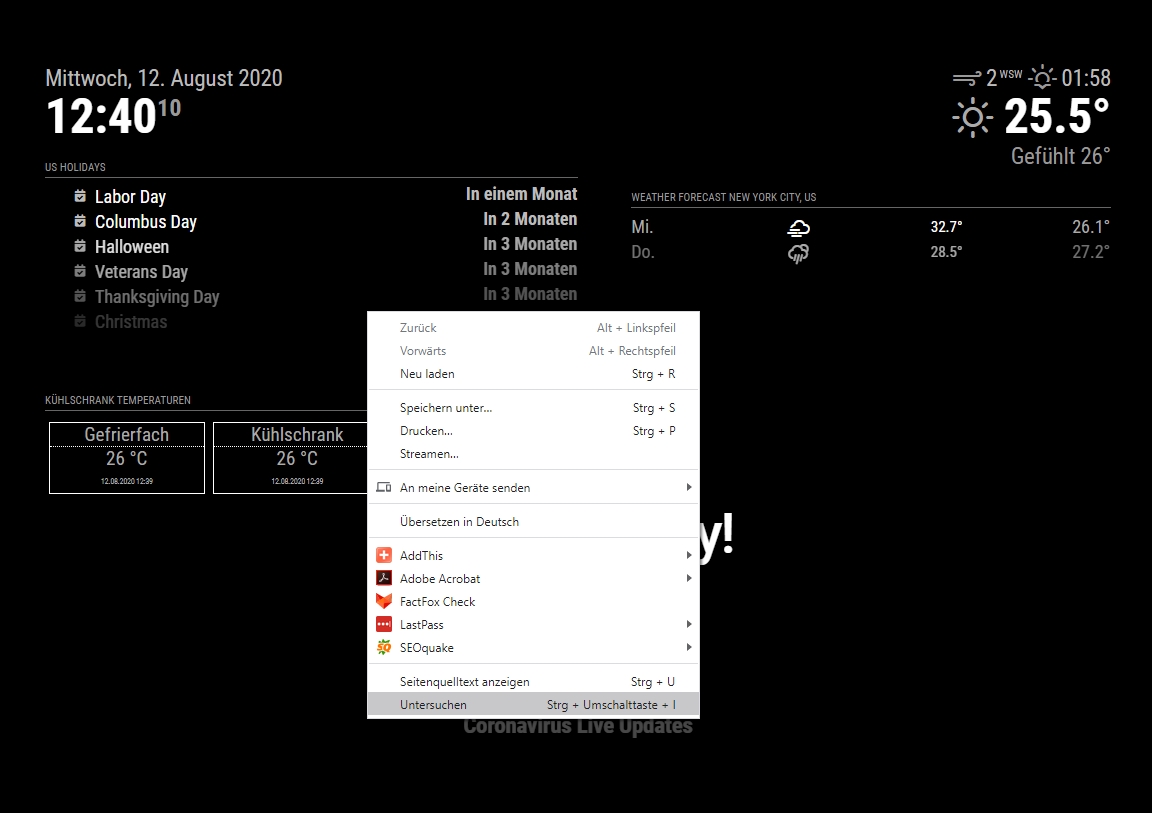 Mittwoch, 12. August 2020
12:40 10
2 WSW 01:58
25.5°
Gefühlt 26°
US HOLIDAYS
Labor Day In einem Monat
Columbus Day In 2 Monaten
Halloween In 3 Monaten
Veterans Day In 3 Monaten
Thanksgiving Day In 3 Monaten
Christmas
WEATHER FORECAST NEW YORK CITY, US
Mi. 32.7° 26.1°
Do. 28.5° 27.2°
KÜHLSCHRANK TEMPERATUREN
Gefrierfach
26 °C
12.08.2020 12:39
Kühlschrank
26 °C
12.08.2020 12:39
Zurück Alt + Linkspfeil
Vorwärts Alt + Rechtspfeil
Neu laden Strg + R
Speichern unter... Strg + S
Drucken... Strg + P
Streamen...
An meine Geräte senden
Übersetzen in Deutsch
AddThis
Adobe Acrobat
FactFox Check
LastPass
SEOquake
Seitenquelltext anzeigen Strg + U
Untersuchen Strg + Umschalttaste + I
y!
Coronavirus Live Updates